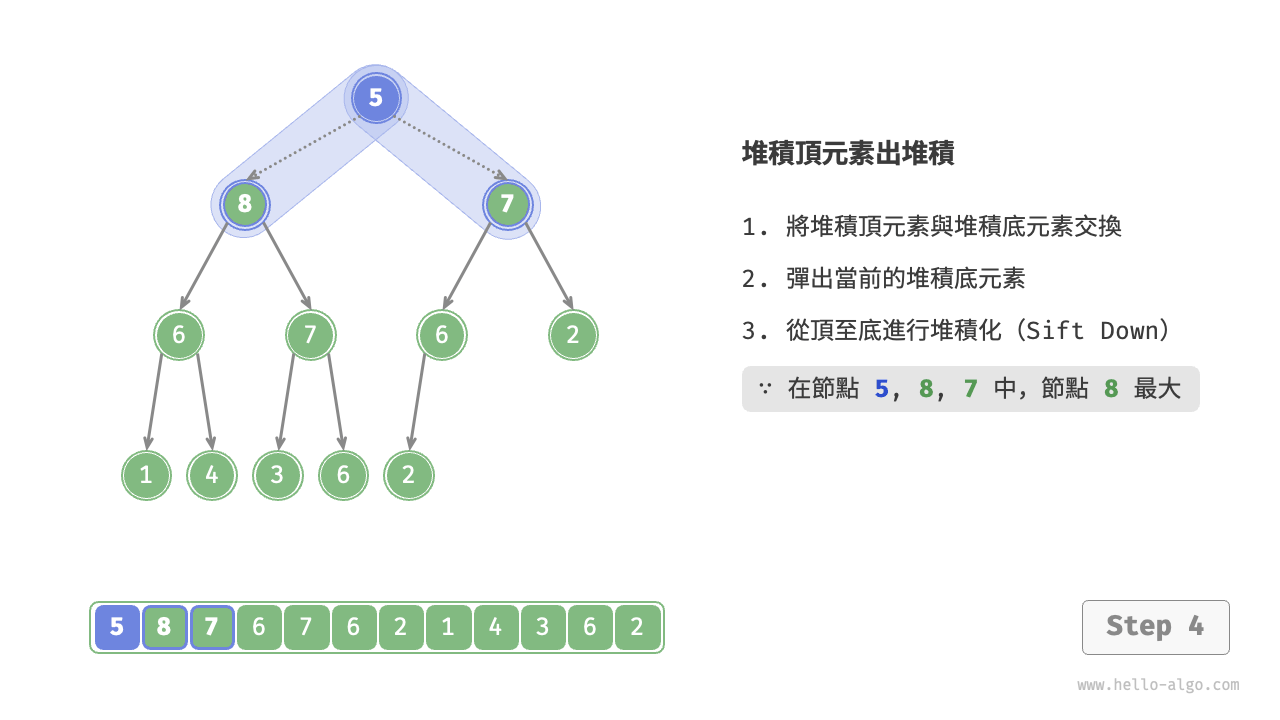 5
8 7
6 7 6 2
1 4 3 6 2
5 8 7 6 7 6 2 1 4 3 6 2
堆積頂元素出堆積
1. 將堆積頂元素與堆積底元素交換
2. 彈出當前的堆積底元素
3. 從頂至底進行堆積化（Sift Down）
∵ 在節點 5, 8, 7 中，節點 8 最大
Step 4
www.hello-algo.com